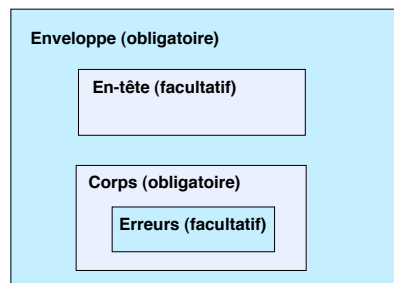 Enveloppe (obligatoire)
En-tête (facultatif)
Corps (obligatoire)
Erreurs (facultatif)